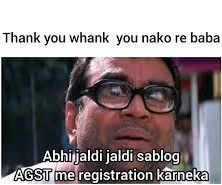 Thank you whank you nako re baba
Abhi jaldi jaldi sablog
AGST me registration karneka